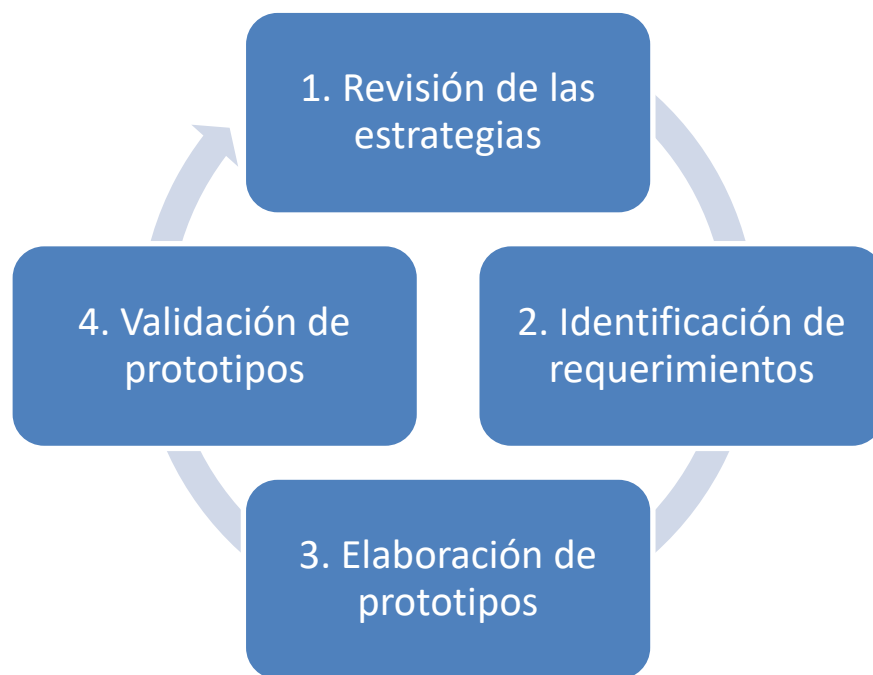 1. Revisión de las
estrategias
2. Identificación de
requerimientos
3. Elaboración de
prototipos
4. Validación de
prototipos